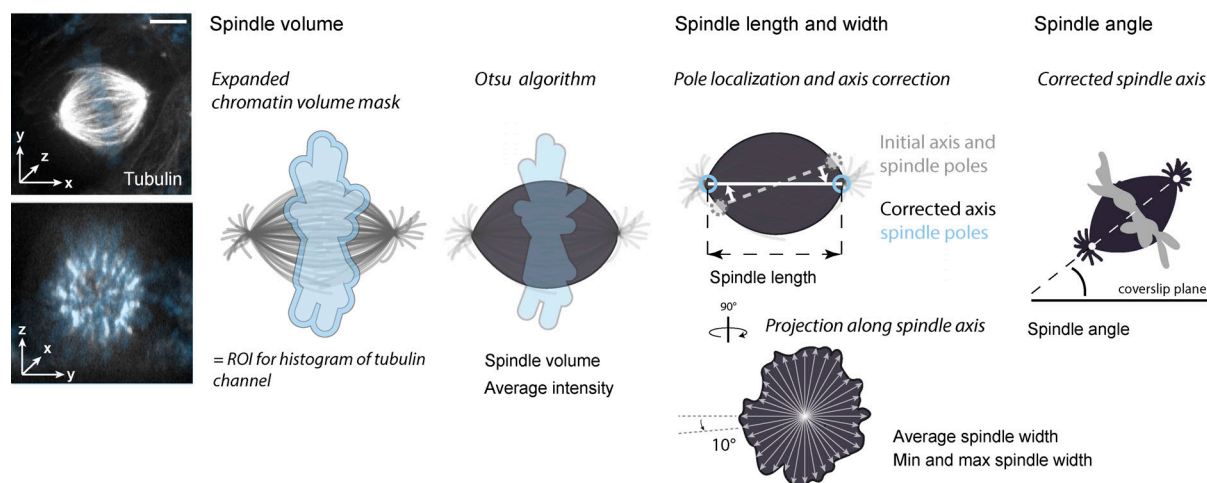 Spindle volume
Spindle length and width
Spindle angle
Expanded
chromatin volume mask
Otsu algorithm
Pole localization and axis correction
Corrected spindle axis
y
z
x
Tubulin
Initial axis and
spindle poles
Corrected axis
spindle poles
Spindle length
coverslip plane
Spindle angle
z
x
y
= ROI for histogram of tubulin
channel
Spindle volume
Average intensity
90°
Projection along spindle axis
10°
Average spindle width
Min and max spindle width